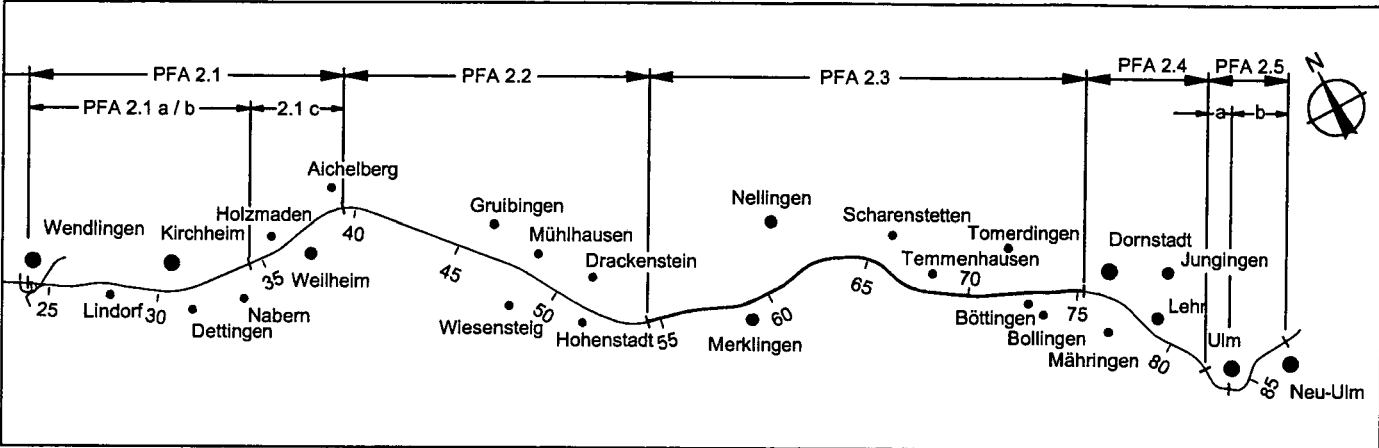 PFA 2.1
PFA 2.2
PFA 2.3
PFA 2.4
PFA 2.5
N
PFA 2.1 a / b
2.1 c
a
b
Aichelberg
Gruibingen
Nellingen
Scharenstetten
Tomerdingen
Dornstadt
Wendlingen
Holzmaden
Kirchheim
40
Mühlhausen
Jungingen
Weilheim
35
45
Drackenstein
65
Temmenhausen
70
25
Lindorf
30
Nabern
Dettingen
Wiesensteig
50
Hohenstadt
55
60
Merklingen
Böttingen
75
Lehr
Bollingen
Mähringen
80
Ulm
85
Neu-Ulm